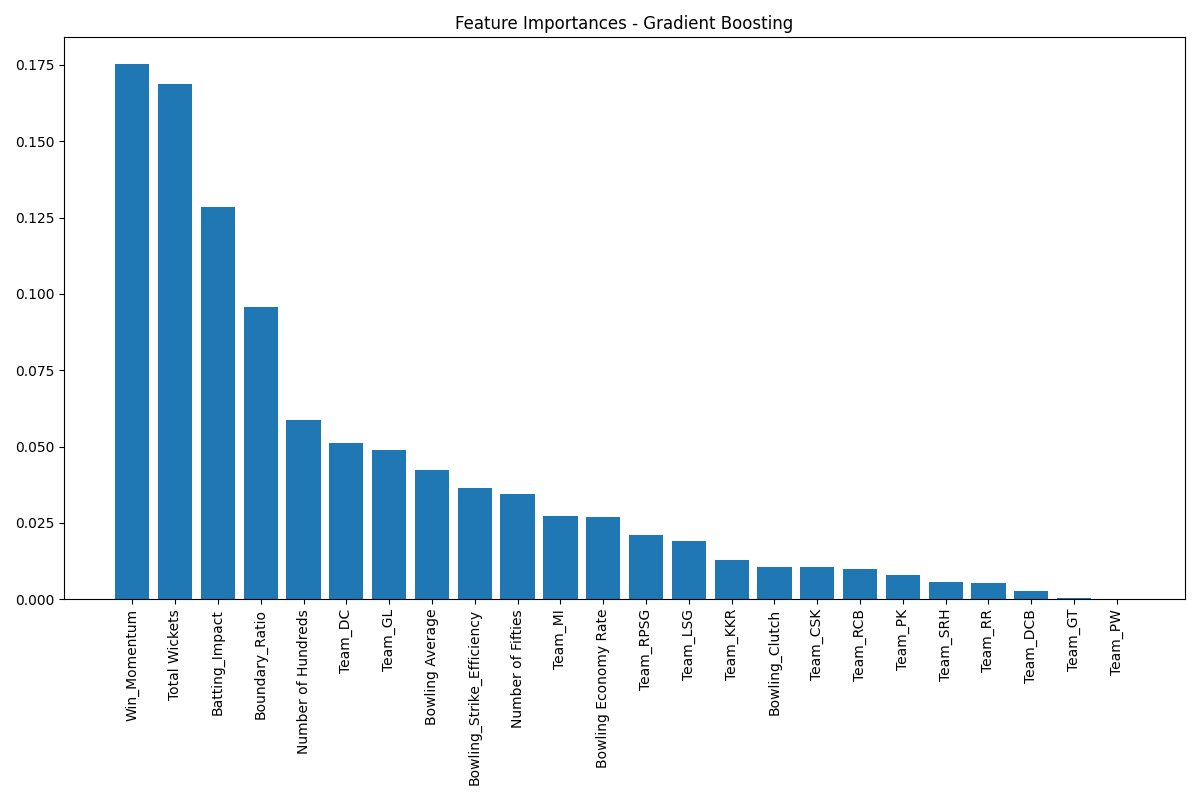 Feature Importances - Gradient Boosting
0.175
0.150
0.125
0.100
0.075
0.050
0.025
0.000
Win_Momentum
Total Wickets
Batting_Impact
Boundary_Ratio
Number of Hundreds
Team_DC
Team_GL
Bowling Average
Bowling_Strike_Efficiency
Number of Fifties
Team_MI
Bowling Economy Rate
Team_RPSG
Team_LSG
Team_KKR
Bowling_Clutch
Team_CSK
Team_RCB
Team_PK
Team_SRH
Team_RR
Team_DCB
Team_GT
Team_PW